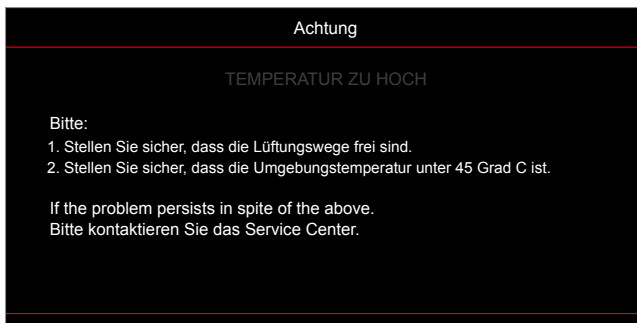 Achtung
TEMPERATUR ZU HOCH
Bitte:
1. Stellen Sie sicher, dass die Lüftungswege frei sind.
2. Stellen Sie sicher, dass die Umgebungstemperatur unter 45 Grad C ist.
If the problem persists in spite of the above.
Bitte kontaktieren Sie das Service Center.